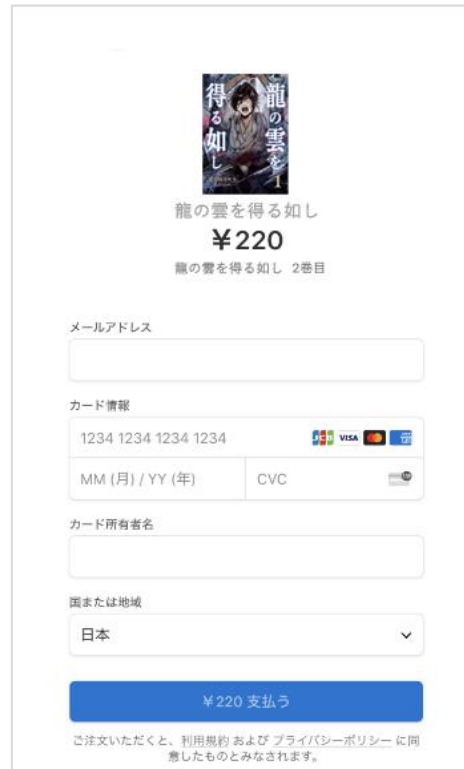 龍の雲を
得る如し
1
龍の雲を得る如し
¥220
龍の雲を得る如し 2巻目
メールアドレス
カード情報
1234 1234 1234 1234
JCB VISA
MM (月) / YY (年)
CVC
カード所有者名
国または地域
日本
¥220 支払う
ご注文いただくと、利用規約 および プライバシーポリシー に同
意したものとみなされます。